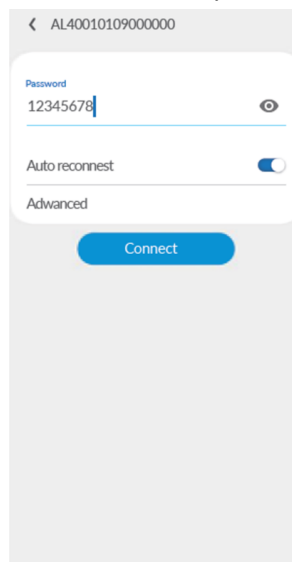 AL40010109000000
Password
12345678
Auto reconnest
Adwanced
Connect